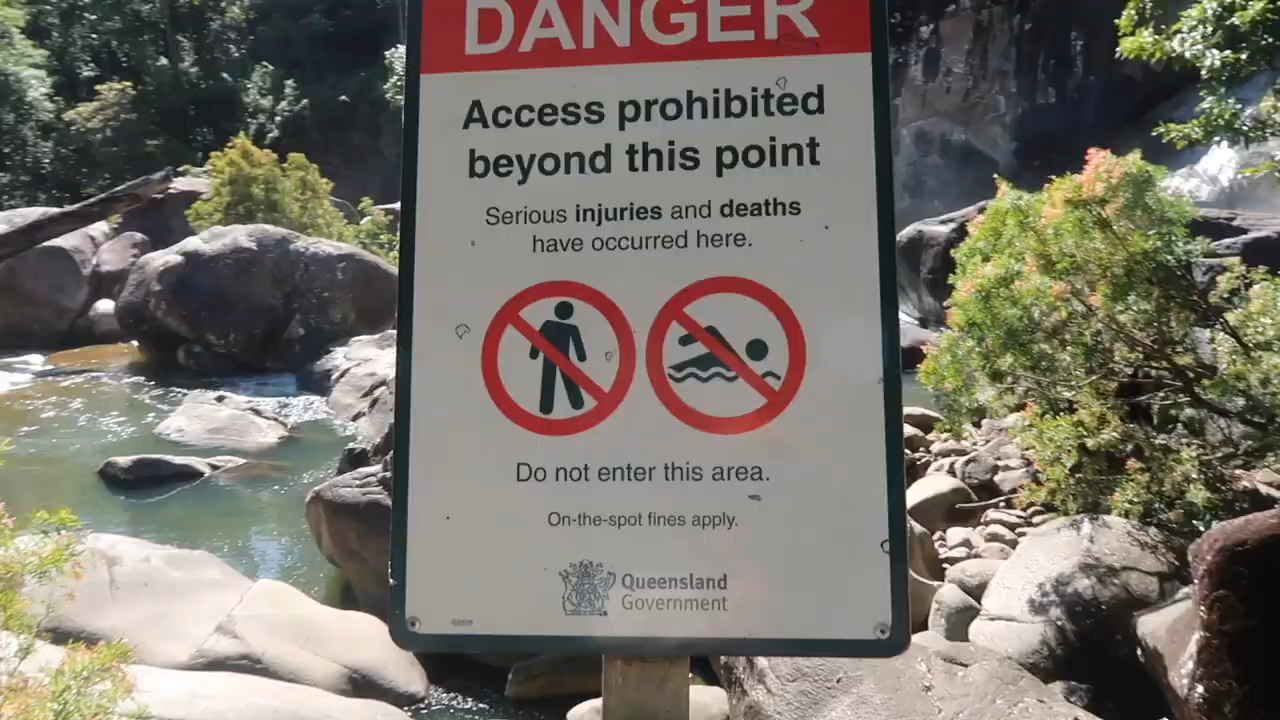 DANGER
Access prohibited
beyond this point
Serious injuries and deaths
have occurred here.
Do not enter this area.
On-the-spot fines apply.
Queensland
Government